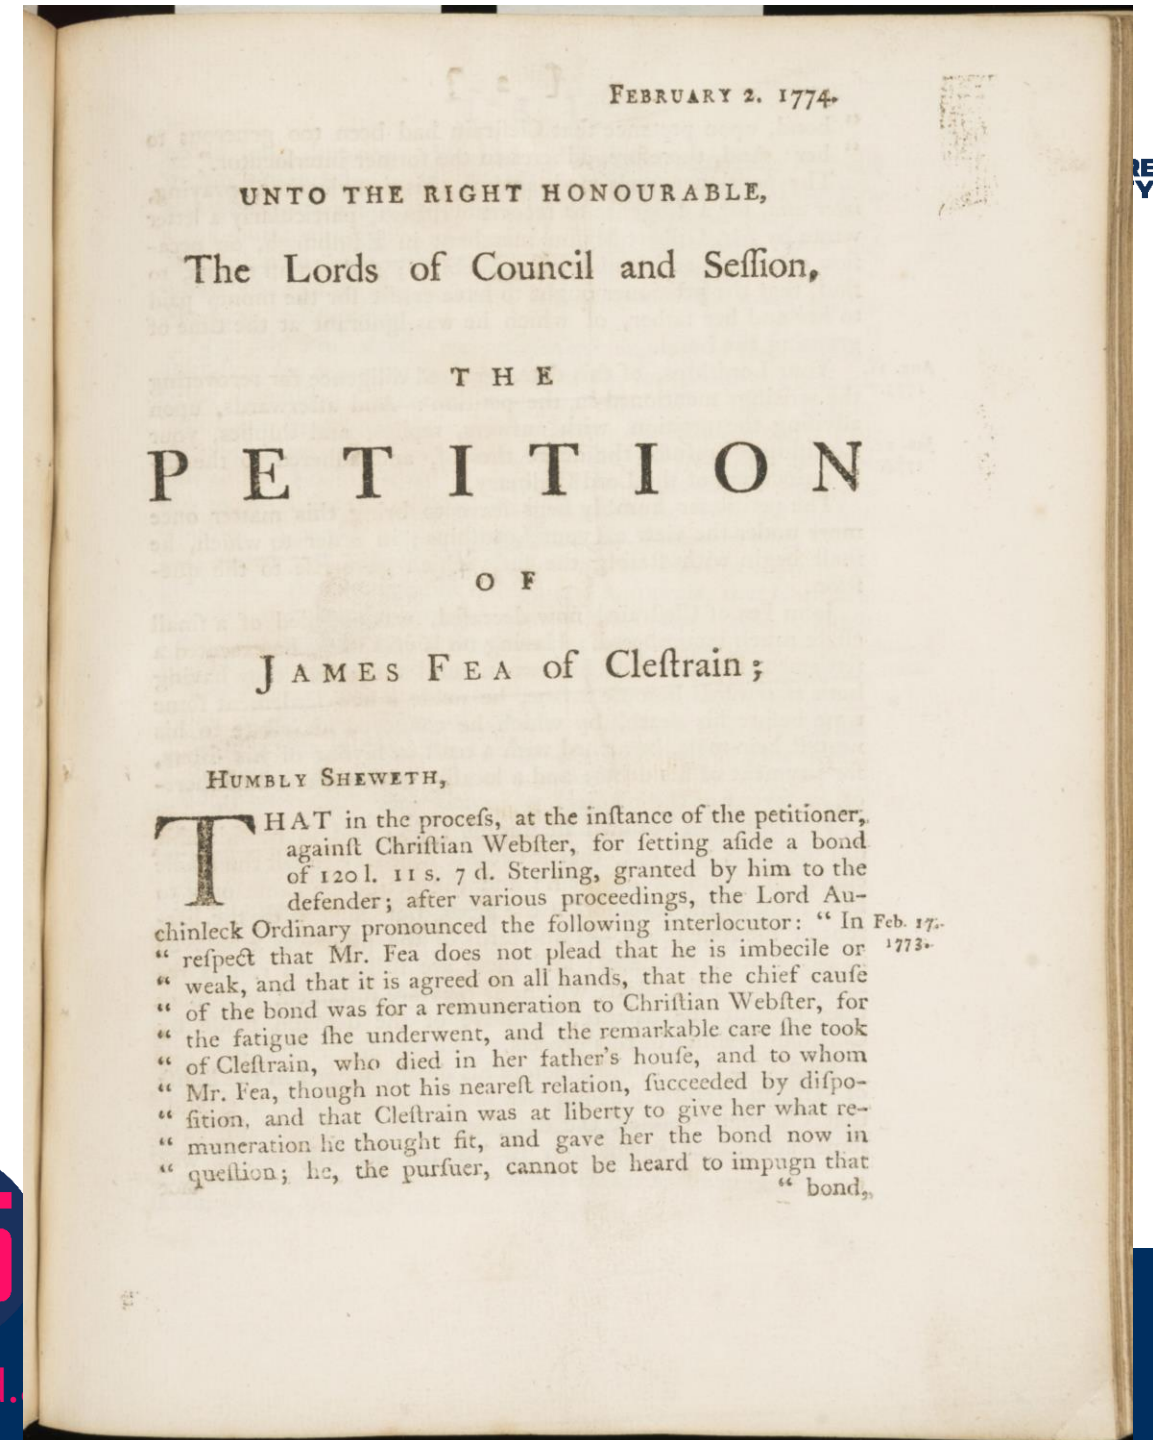 FEBRUARY 2. 1774.
UNTO THE RIGHT HONOURABLE,
The Lords of Council and Seſſion,
THE
PETITION
OF
JAMES FEA of Cleſtrain;
HUMBLY SHEWETH,
THAT in the proceſs, at the inſtance of the petitioner,
againſt Chriſtian Webſter, for ſetting aſide a bond
of 120 l. 11 s. 7 d. Sterling, granted by him to the
defender; after various proceedings, the Lord Au-
chinleck Ordinary pronounced the following interlocutor: “ In Feb. 17.
“ reſpect that Mr. Fea does not plead that he is imbecile or 1773.
“ weak, and that it is agreed on all hands, that the chief cauſe
“ of the bond was for a remuneration to Chriſtian Webſter, for
“ the fatigue ſhe underwent, and the remarkable care ſhe took
“ of Cleſtrain, who died in her father’s houſe, and to whom
“ Mr. Fea, though not his neareſt relation, ſucceeded by diſpo-
“ ſition, and that Cleſtrain was at liberty to give her what re-
“ muneration he thought fit, and gave her the bond now in
“ queſtion; he, the purſuer, cannot be heard to impugn that
“ bond,
RE
TY